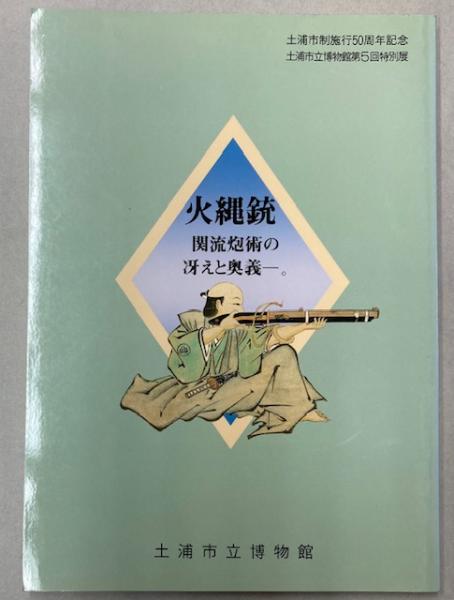 土浦市制施行50周年記念
土浦市立博物館第5回特別展
火縄銃
関流炮術の
冴えと奥義―。
土浦市立博物館